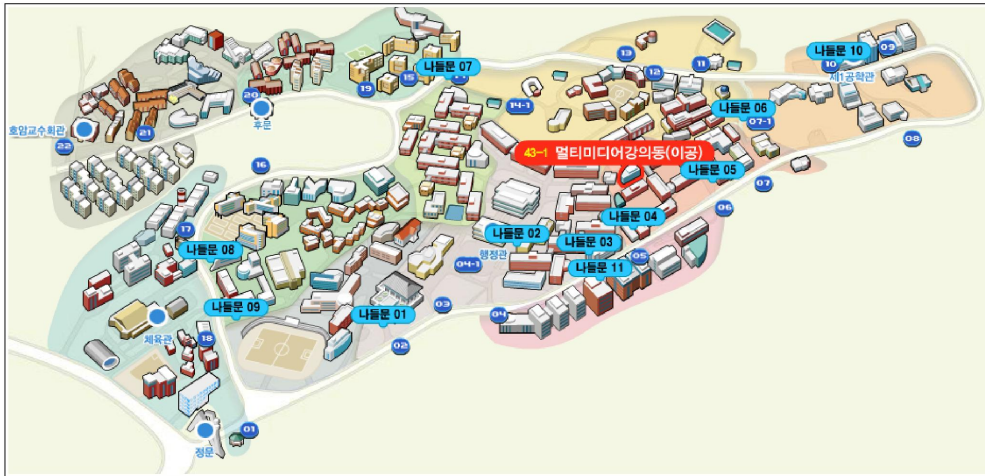 나들문 10
09
10
제1공학관
13
11
나들문 07
15
19
12
20
후문
14-1
나들문 06
07-1
08
호암교수회관
22
21
16
43-1 멀티미디어강의동(이공)
나들문 05
07
06
나들문 04
17
나들문 08
나들문 02
행정관
나들문 03
04-1
05
나들문 11
나들문 09
03
나들문 01
04
체육관
18
02
01
정문